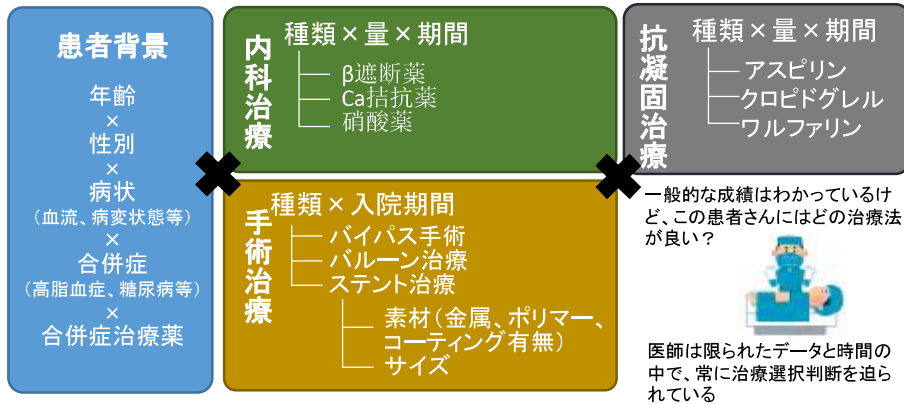 患者背景
年齢
×
性別
×
病状
（血流、病変状態等）
×
合併症
（高脂血症、糖尿病等）
×
合併症治療薬
内科治療
種類×量×期間
β遮断薬
Ca拮抗薬
硝酸薬
手術治療
種類×入院期間
バイパス手術
バルーン治療
ステント治療
素材（金属、ポリマー、
コーティング有無）
サイズ
抗凝固治療
種類×量×期間
アスピリン
クロピドグレル
ワルファリン
一般的な成績はわかっているけ
ど、この患者さんにはどの治療法
が良い？
医師は限られたデータと時間の
中で、常に治療選択判断を迫ら
れている